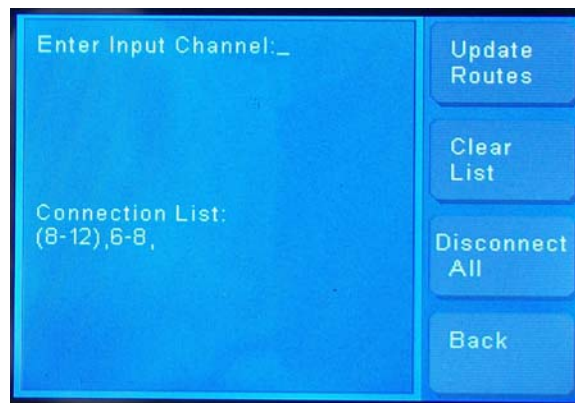 Enter Input Channel:_
Connection List:
(8-12),6-8,
Update
Routes
Clear
List
Disconnect
All
Back